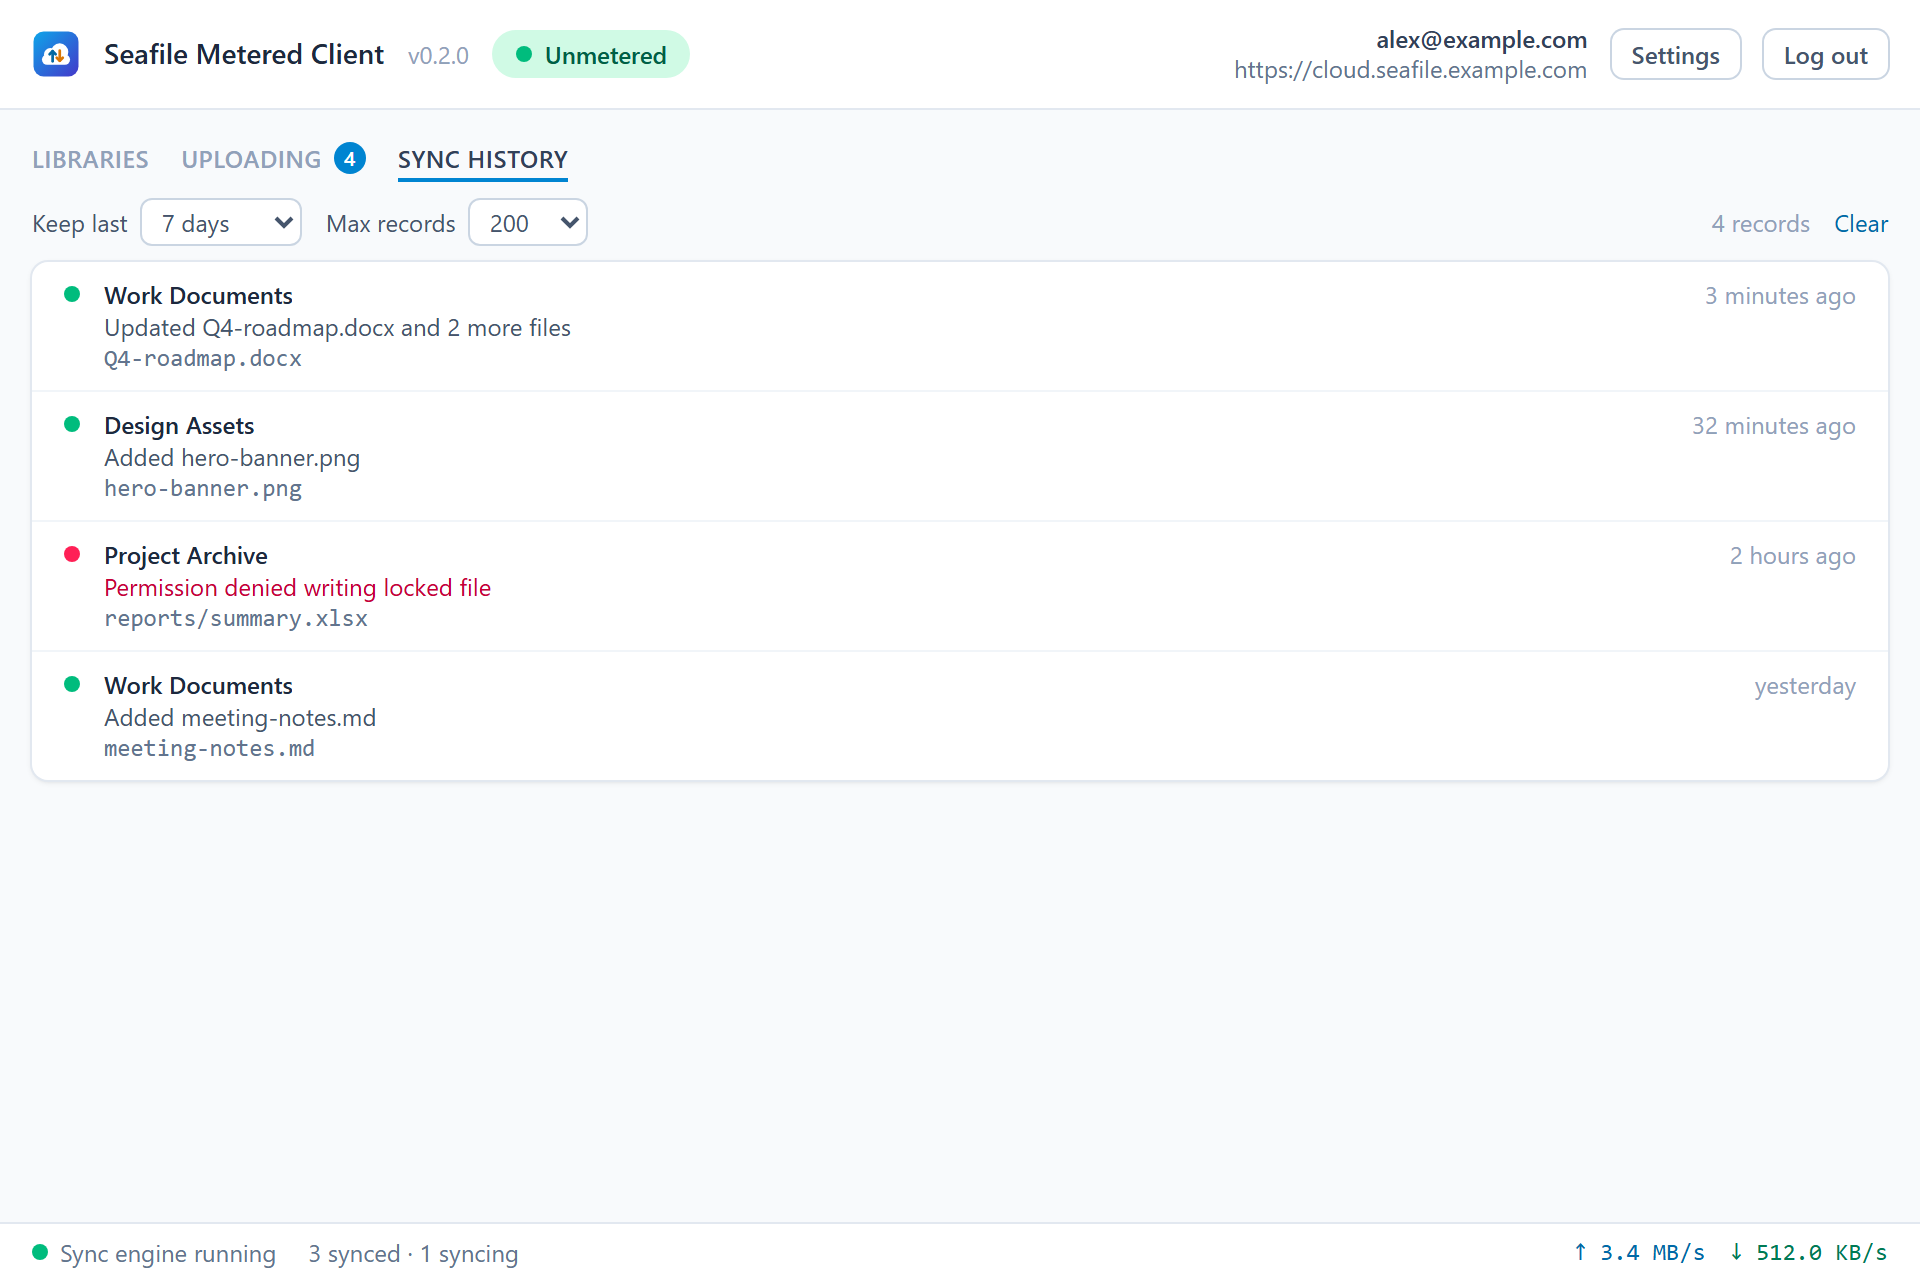 Seafile Metered Client v0.2.0 Unmetered
alex@example.com
https://cloud.seafile.example.com
Settings
Log out
LIBRARIES UPLOADING 4 SYNC HISTORY
Keep last 7 days Max records 200 4 records Clear
Work Documents 3 minutes ago
Updated Q4-roadmap.docx and 2 more files
Q4-roadmap.docx
Design Assets 32 minutes ago
Added hero-banner.png
hero-banner.png
Project Archive 2 hours ago
Permission denied writing locked file
reports/summary.xlsx
Work Documents yesterday
Added meeting-notes.md
meeting-notes.md
Sync engine running 3 synced · 1 syncing ↑ 3.4 MB/s ↓ 512.0 KB/s